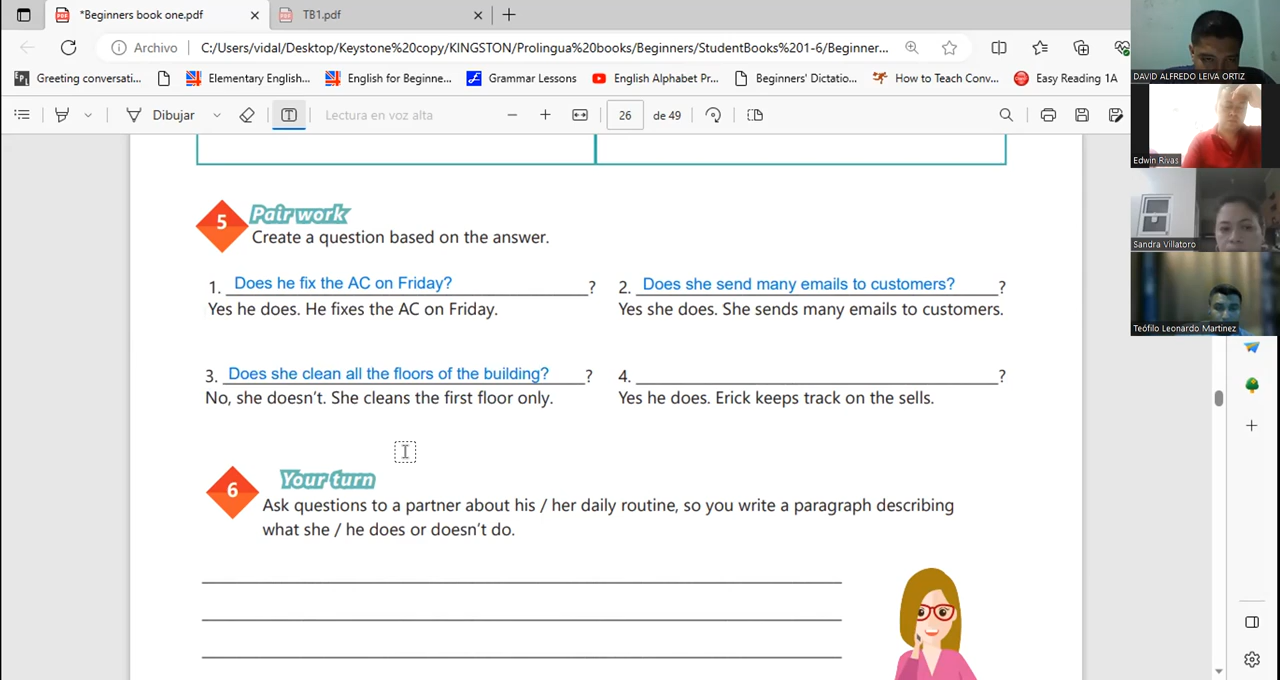 *Beginners book one.pdf
TB1.pdf
Archivo
C:/Users/vidal/Desktop/Keystone%20copy/KINGSTON/Prolingua%20books/Beginners/StudentBooks%201-6/Beginner...
Greeting conversati...
Elementary English...
English for Beginne...
Grammar Lessons
English Alphabet Pr...
Beginners' Dictatio...
How to Teach Conv...
Easy Reading 1A
Dibujar
Lectura en voz alta
26
de 49
DAVID ALFREDO LEIVA ORTIZ
Edwin Rivas
Sandra Villatoro
Teófilo Leonardo Martinez
5
Pair work
Create a question based on the answer.
1. Does he fix the AC on Friday? ?
Yes he does. He fixes the AC on Friday.
2. Does she send many emails to customers? ?
Yes she does. She sends many emails to customers.
3. Does she clean all the floors of the building? ?
No, she doesn't. She cleans the first floor only.
4. ?
Yes he does. Erick keeps track on the sells.
6
Your turn
Ask questions to a partner about his / her daily routine, so you write a paragraph describing
what she / he does or doesn't do.